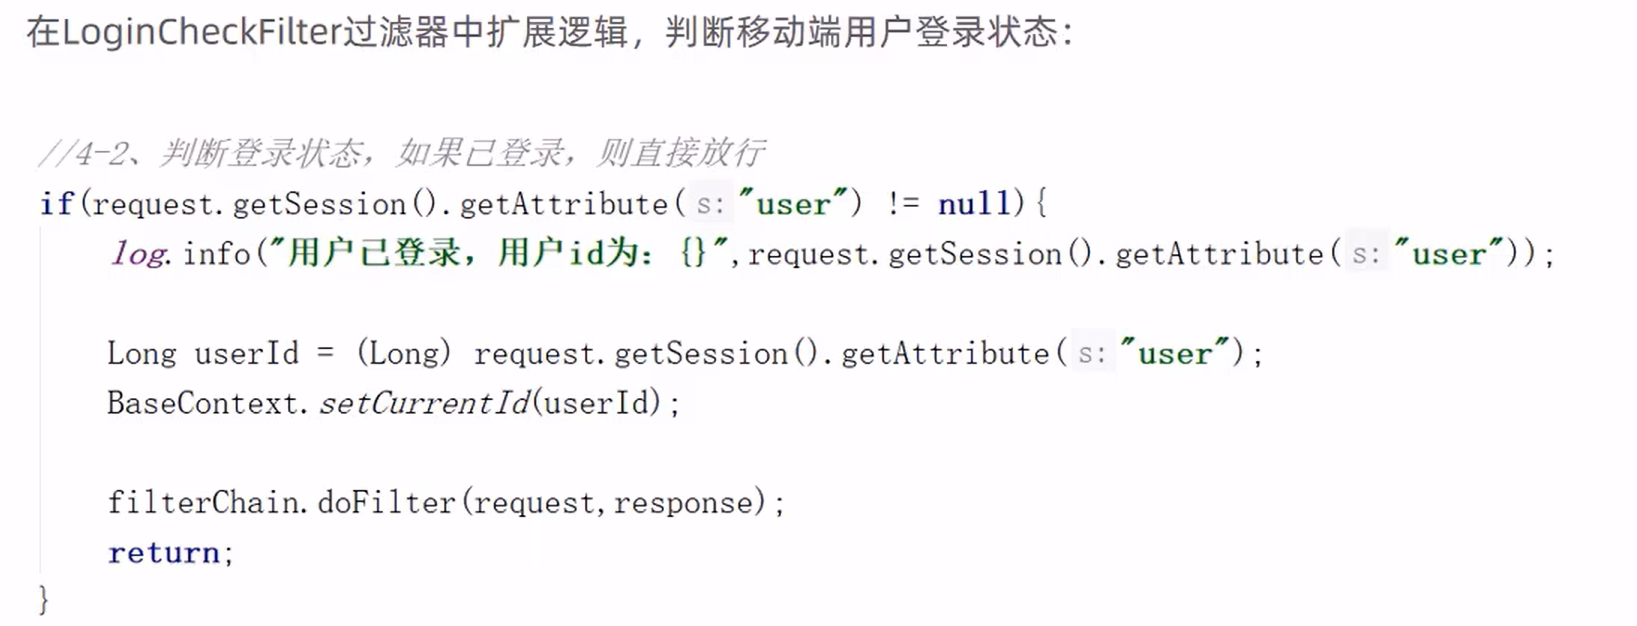 在LoginCheckFilter过滤器中扩展逻辑，判断移动端用户登录状态：
//4-2、判断登录状态，如果已登录，则直接放行
if(request.getSession().getAttribute( s: "user") != null){
log.info("用户已登录，用户id为：{}",request.getSession().getAttribute( s: "user"));
Long userId = (Long) request.getSession().getAttribute( s: "user");
BaseContext.setCurrentId(userId);
filterChain.doFilter(request,response);
return;
}